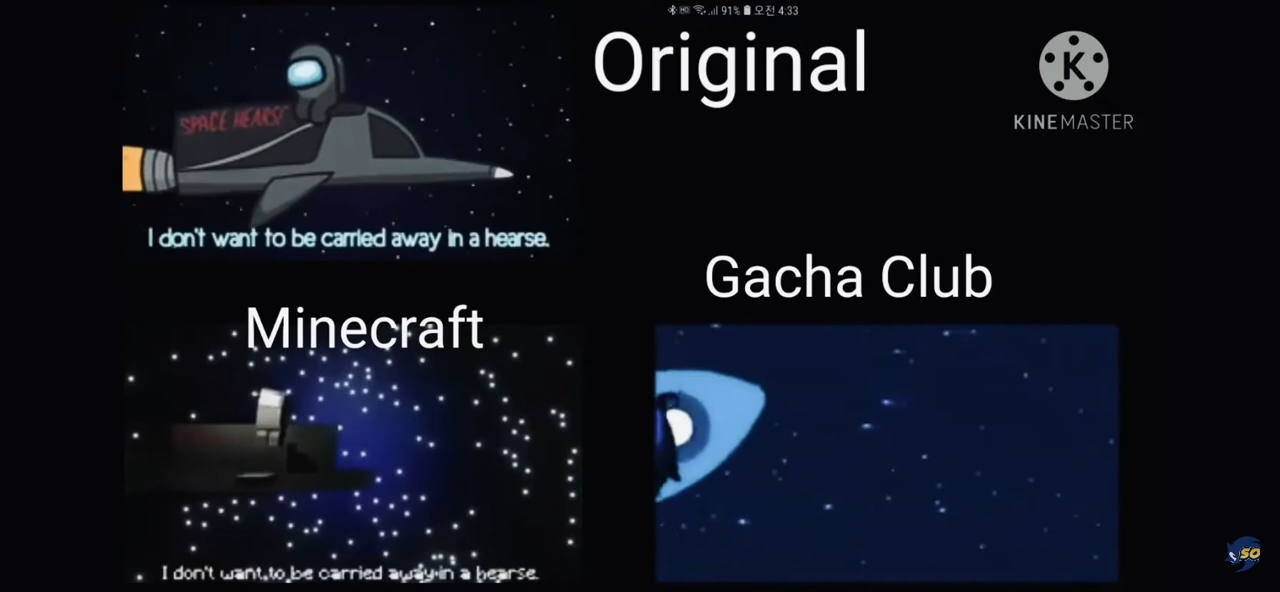 91% 오전 4:33
Original
K
KINEMASTER
SPACE HEARSE
I don't want to be carried away in a hearse.
Gacha Club
Minecraft
I don't want to be carried away in a hearse.
SO